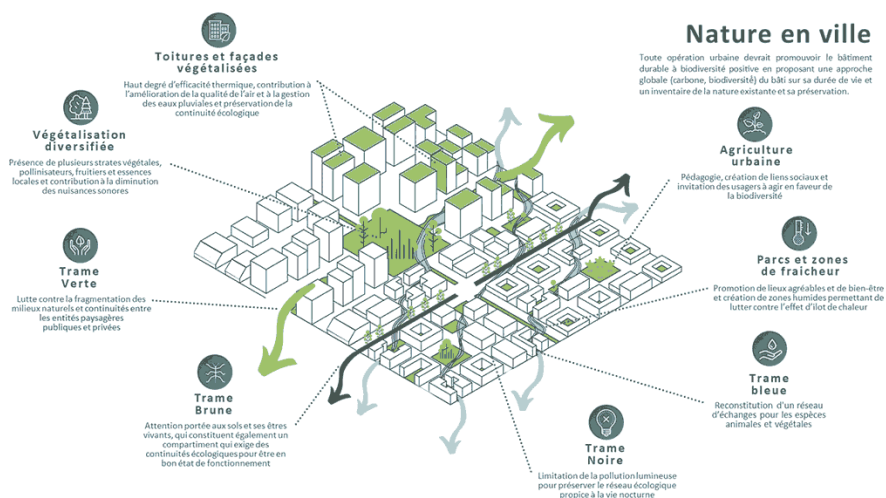 Nature en ville
Toute opération urbaine devrait promouvoir le bâtiment
durable à biodiversité positive en proposant une approche
globale (carbone, biodiversité) du bâti sur sa durée de vie et
un inventaire de la nature existante et sa préservation.
Toitures et façades
végétalisées
Haut degré d'efficacité thermique, contribution à
l'amélioration de la qualité de l'air et à la gestion
des eaux pluviales et préservation de la
continuité écologique
Végétalisation
diversifiée
Présence de plusieurs strates végétales,
pollinisateurs, fruitiers et essences
locales et contribution à la diminution
des nuisances sonores
Trame
Verte
Lutte contre la fragmentation des
milieux naturels et continuités entre
les entités paysagères
publiques et privées
Trame
Brune
Attention portée aux sols et ses êtres
vivants, qui constituent également un
compartiment qui exige des
continuités écologiques pour être en
bon état de fonctionnement
Agriculture
urbaine
Pédagogie, création de liens sociaux et
invitation des usagers à agir en faveur de
la biodiversité
Parcs et zones
de fraicheur
Promotion de lieux agréables et de bien-être
et création de zones humides permettant de
lutter contre l'effet d'ilot de chaleur
Trame
bleue
Reconstitution d'un réseau
d'échanges pour les espèces
animales et végétales
Trame
Noire
Limitation de la pollution lumineuse
pour préserver le réseau écologique
propice à la vie nocturne